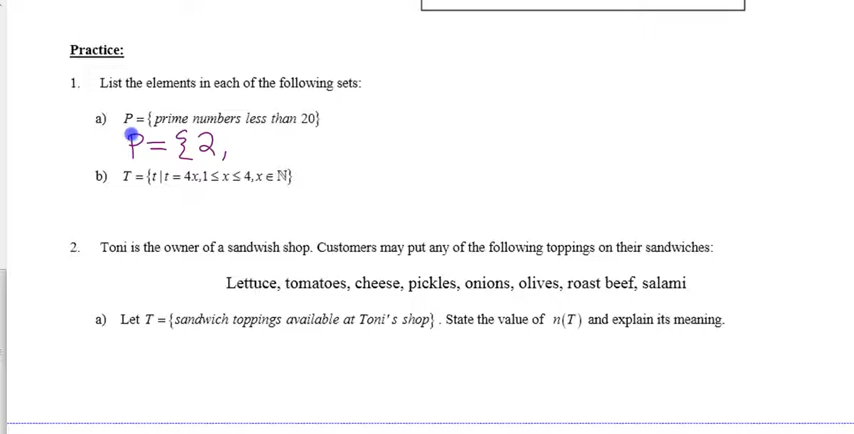 Practice:
1. List the elements in each of the following sets:
a) P = {prime numbers less than 20}
P = {2,
b) T = {t | t = 4x, 1 ≤ x ≤ 4, x ∈ ℕ}
2. Toni is the owner of a sandwish shop. Customers may put any of the following toppings on their sandwiches:
Lettuce, tomatoes, cheese, pickles, onions, olives, roast beef, salami
a) Let T = {sandwich toppings available at Toni's shop}. State the value of n(T) and explain its meaning.